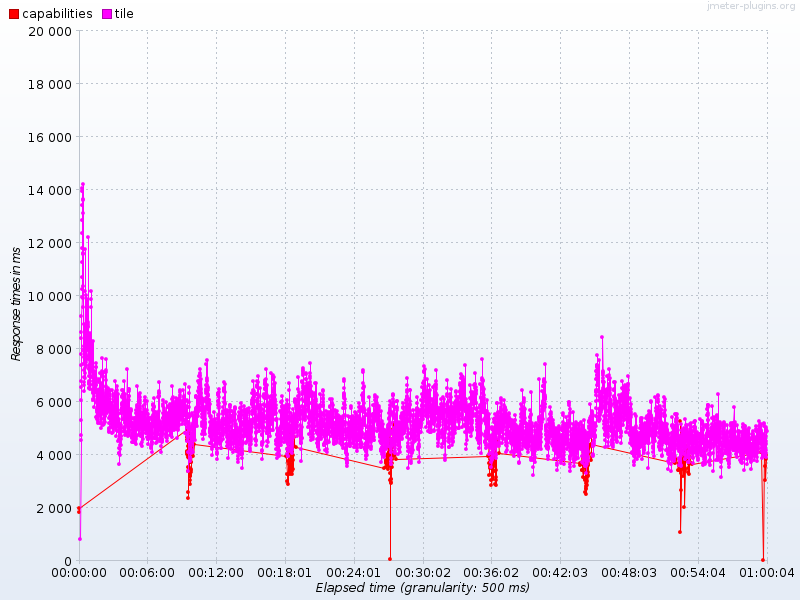 capabilities tile
jmeter-plugins.org
20 000
18 000
16 000
14 000
12 000
10 000
8 000
6 000
4 000
2 000
0
Response times in ms
00:00:00 00:06:00 00:12:00 00:18:01 00:24:01 00:30:02 00:36:02 00:42:03 00:48:03 00:54:04 01:00:04
Elapsed time (granularity: 500 ms)